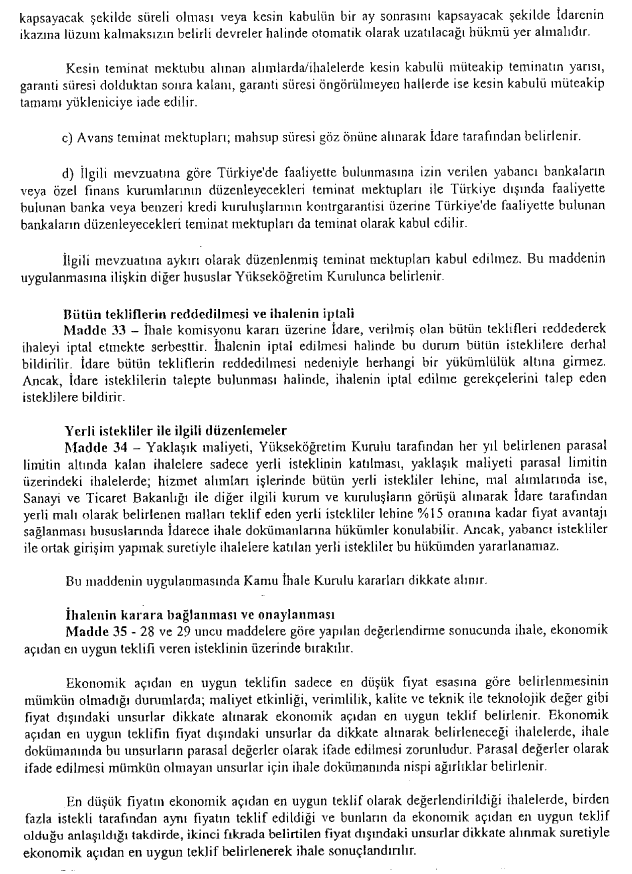 kapsayacak şekilde süreli olması veya kesin kabulün bir ay sonrasını kapsayacak şekilde İdarenin
ikazına lüzum kalmaksızın belirli devreler halinde otomatik olarak uzatılacağı hükmü yer almalıdır.
Kesin teminat mektubu alınan alımlarda/ihalelerde kesin kabulü müteakip teminatın yarısı,
garanti süresi dolduktan sonra kalanı, garanti süresi öngörülmeyen hallerde ise kesin kabulü müteakip
tamamı yükleniciye iade edilir.
c) Avans teminat mektupları; mahsup süresi göz önüne alınarak İdare tarafından belirlenir.
d) İlgili mevzuatına göre Türkiye'de faaliyette bulunmasına izin verilen yabancı bankaların
veya özel finans kurumlarının düzenleyecekleri teminat mektupları ile Türkiye dışında faaliyette
bulunan banka veya benzeri kredi kuruluşlarının kontrgarantisi üzerine Türkiye'de faaliyette bulunan
bankaların düzenleyecekleri teminat mektupları da teminat olarak kabul edilir.
İlgili mevzuatına aykırı olarak düzenlenmiş teminat mektupları kabul edilmez. Bu maddenin
uygulanmasına ilişkin diğer hususlar Yükseköğretim Kurulunca belirlenir.
Bütün tekliflerin reddedilmesi ve ihalenin iptali
Madde 33 – İhale komisyonu kararı üzerine İdare, verilmiş olan bütün teklifleri reddederek
ihaleyi iptal etmekte serbesttir. İhalenin iptal edilmesi halinde bu durum bütün isteklilere derhal
bildirilir. İdare bütün tekliflerin reddedilmesi nedeniyle herhangi bir yükümlülük altına girmez.
Ancak, İdare isteklilerin talepte bulunması halinde, ihalenin iptal edilme gerekçelerini talep eden
isteklilere bildirir.
Yerli istekliler ile ilgili düzenlemeler
Madde 34 – Yaklaşık maliyeti, Yükseköğretim Kurulu tarafından her yıl belirlenen parasal
limitin altında kalan ihalelere sadece yerli isteklinin katılması, yaklaşık maliyeti parasal limitin
üzerindeki ihalelerde; hizmet alımları işlerinde bütün yerli istekliler lehine, mal alımlarında ise,
Sanayi ve Ticaret Bakanlığı ile diğer ilgili kurum ve kuruluşların görüşü alınarak İdare tarafından
yerli malı olarak belirlenen malları teklif eden yerli istekliler lehine %15 oranına kadar fiyat avantajı
sağlanması hususlarında İdarece ihale dokümanlarına hükümler konulabilir. Ancak, yabancı istekliler
ile ortak girişim yapmak suretiyle ihalelere katılan yerli istekliler bu hükümden yararlanamaz.
Bu maddenin uygulanmasında Kamu İhale Kurulu kararları dikkate alınır.
İhalenin karara bağlanması ve onaylanması
Madde 35 - 28 ve 29 uncu maddelere göre yapılan değerlendirme sonucunda ihale, ekonomik
açıdan en uygun teklifi veren isteklinin üzerinde bırakılır.
Ekonomik açıdan en uygun teklifin sadece en düşük fiyat esasına göre belirlenmesinin
mümkün olmadığı durumlarda; maliyet etkinliği, verimlilik, kalite ve teknik ile teknolojik değer gibi
fiyat dışındaki unsurlar dikkate alınarak ekonomik açıdan en uygun teklif belirlenir. Ekonomik
açıdan en uygun teklifin fiyat dışındaki unsurlar da dikkate alınarak belirleneceği ihalelerde, ihale
dokümanında bu unsurların parasal değerler olarak ifade edilmesi zorunludur. Parasal değerler olarak
ifade edilmesi mümkün olmayan unsurlar için ihale dokümanında nispi ağırlıklar belirlenir.
En düşük fiyatın ekonomik açıdan en uygun teklif olarak değerlendirildiği ihalelerde, birden
fazla istekli tarafından aynı fiyatın teklif edildiği ve bunların da ekonomik açıdan en uygun teklif
olduğu anlaşıldığı takdirde, ikinci fıkrada belirtilen fiyat dışındaki unsurlar dikkate alınmak suretiyle
ekonomik açıdan en uygun teklif belirlenerek ihale sonuçlandırılır.